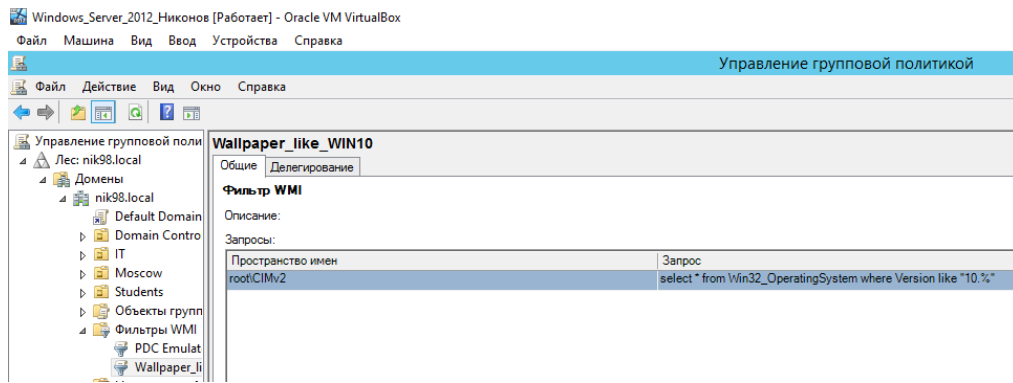 Windows_Server_2012_Никонов [Работает] - Oracle VM VirtualBox
Файл Машина Вид Ввод Устройства Справка
Управление групповой политикой
Файл Действие Вид Окно Справка
Управление групповой поли
Лес: nik98.local
Домены
nik98.local
Default Domain
Domain Contro
IT
Moscow
Students
Объекты групп
Фильтры WMI
PDC Emulat
Wallpaper_li
Wallpaper_like_WIN10
Общие Делегирование
Фильтр WMI
Описание:
Запросы:
Пространство имен Запрос
root\CIMv2 select * from Win32_OperatingSystem where Version like "10.%"